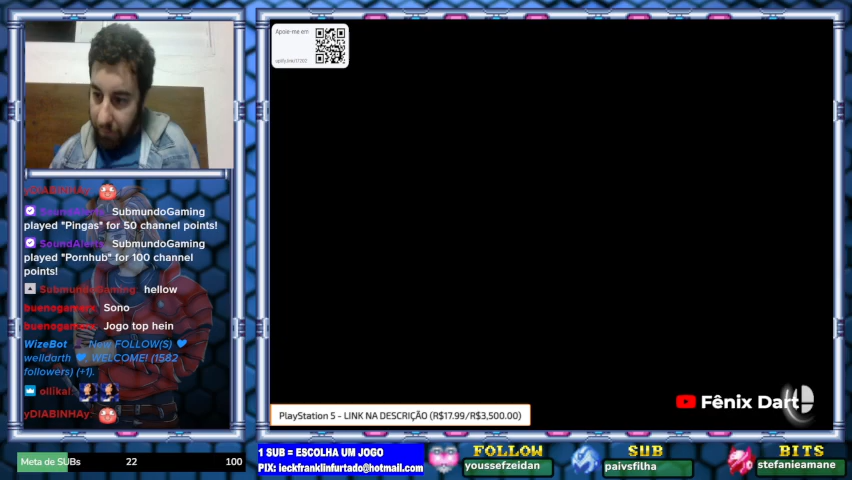 Apoie-me em
yDIABINHAy:
SoundAlerts: SubmundoGaming
played "Pingas" for 50 channel points!
SoundAlerts: SubmundoGaming
played "Pornhub" for 100 channel
points!
SubmundoGaming: hellow
buenogamers: Sono
buenogamers: Jogo top hein
WizeBot New FOLLOW(S)
welldarth , WELCOME! (1582
followers) (+1).
ollikal:
yDIABINHAy:
Fênix Dart
PlayStation 5 - LINK NA DESCRIÇÃO (R$17.99/R$3,500.00)
Meta de SUBs 22 100
1 SUB = ESCOLHA UM JOGO
PIX: ieckfranklinfurtado@hotmail.com
FOLLOW
youssefzeidan
SUB
paivsfilha
BITS
stefanieamane